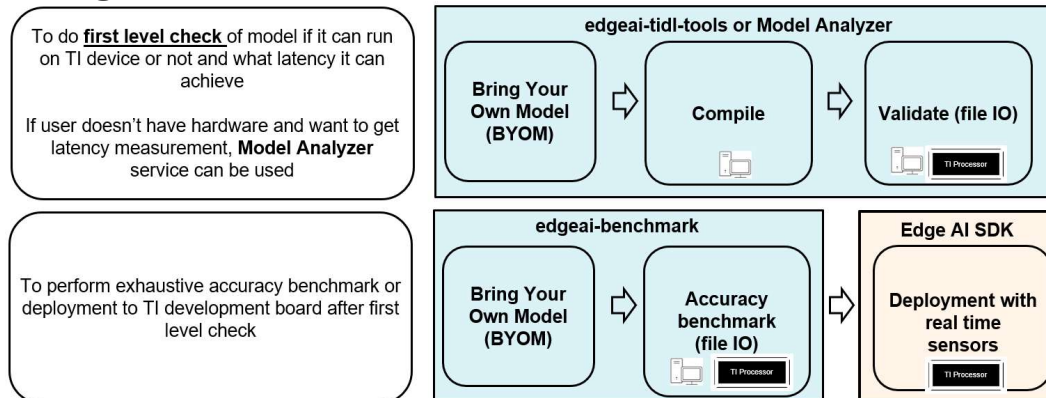 To do first level check of model if it can run
on TI device or not and what latency it can
achieve
If user doesn't have hardware and want to get
latency measurement, Model Analyzer
service can be used
edgeai-tidl-tools or Model Analyzer
Bring Your
Own Model
(BYOM)
Compile
Validate (file IO)
TI Processor
To perform exhaustive accuracy benchmark or
deployment to TI development board after first
level check
edgeai-benchmark
Bring Your
Own Model
(BYOM)
Accuracy
benchmark
(file IO)
TI Processor
Edge AI SDK
Deployment with
real time
sensors
TI Processor